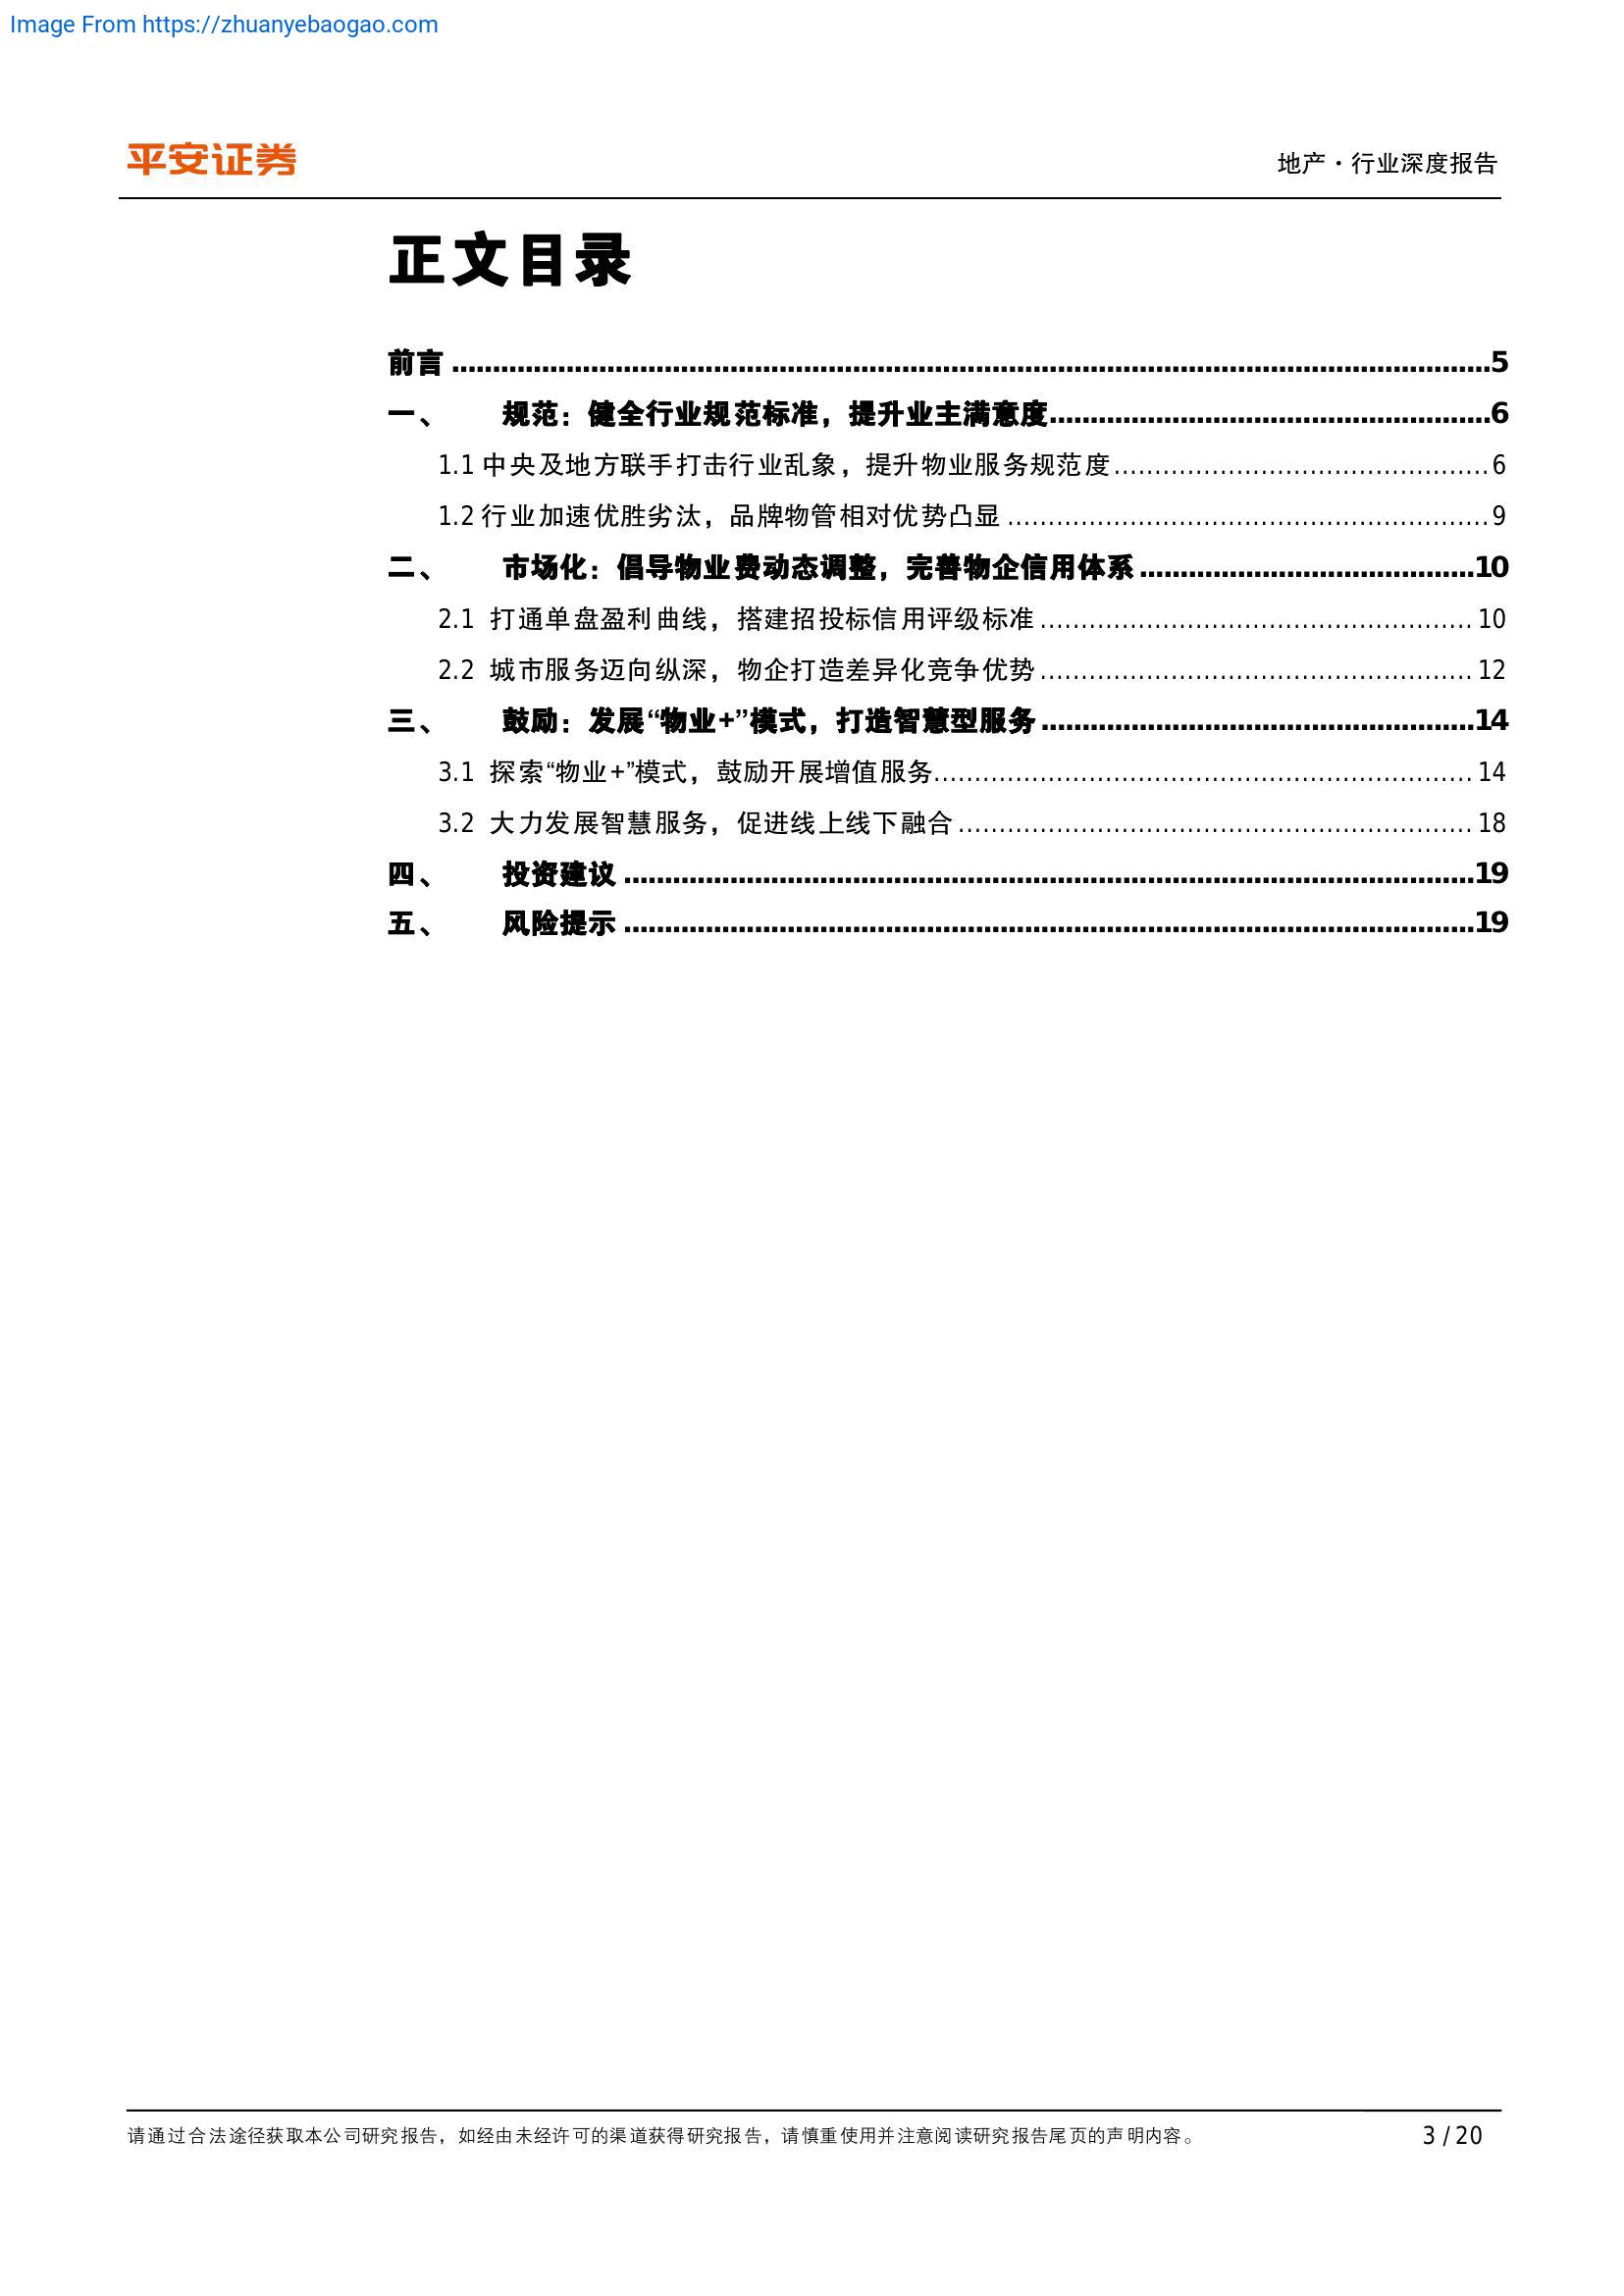 Image From https://zhuanyebaogao.com
平安证券
地产·行业深度报告
正文目录
前言 ........................................................................ 5
一、 规范：健全行业规范标准，提升业主满意度 ........................................................................ 6
1.1 中央及地方联手打击行业乱象，提升物业服务规范度 ........................................................................ 6
1.2 行业加速优胜劣汰，品牌物管相对优势凸显 ........................................................................ 9
二、 市场化：倡导物业费动态调整，完善物企信用体系 ........................................................................ 10
2.1 打通单盘盈利曲线，搭建招投标信用评级标准 ........................................................................ 10
2.2 城市服务迈向纵深，物企打造差异化竞争优势 ........................................................................ 12
三、 鼓励：发展“物业+”模式，打造智慧型服务 ........................................................................ 14
3.1 探索“物业+”模式，鼓励开展增值服务 ........................................................................ 14
3.2 大力发展智慧服务，促进线上线下融合 ........................................................................ 18
四、 投资建议 ........................................................................ 19
五、 风险提示 ........................................................................ 19
请通过合法途径获取本公司研究报告，如经由未经许可的渠道获得研究报告，请慎重使用并注意阅读研究报告尾页的声明内容。
3 / 20